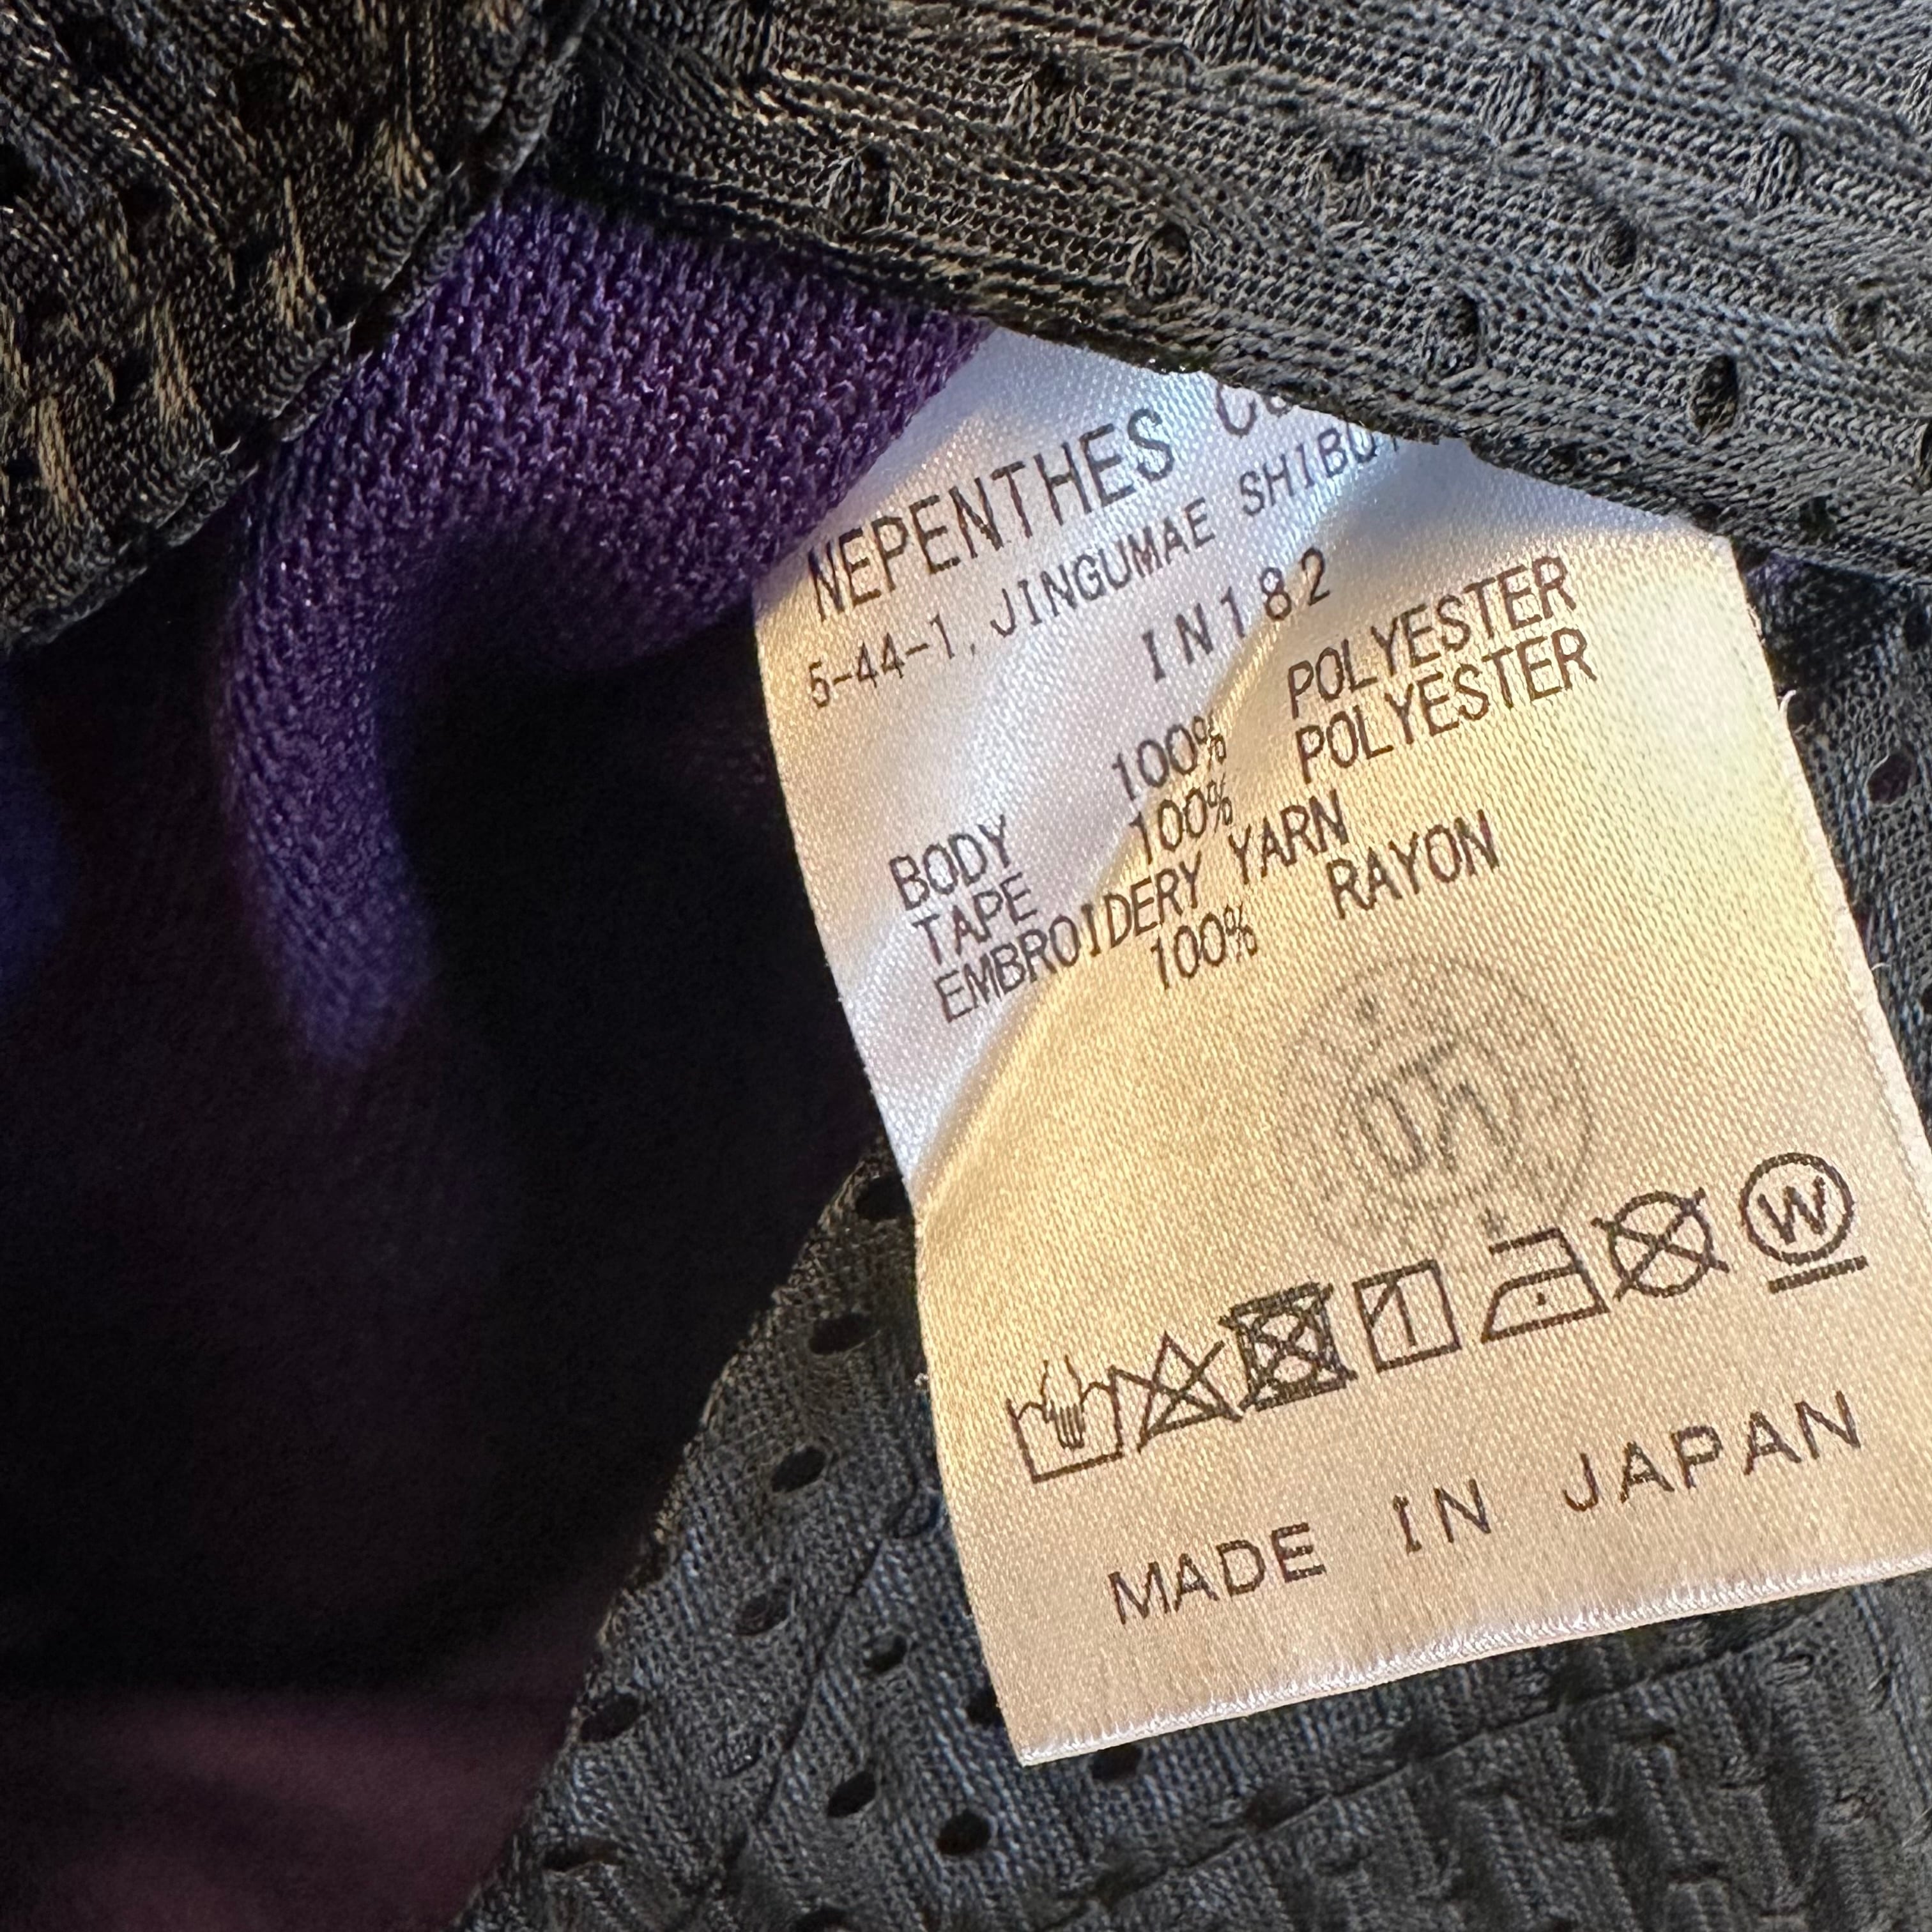 NEPENTHES
5-44-1, JINGUMAE
IN182
BODY 100% POLYESTER
TAPE 100% POLYESTER
EMBROIDERY YARN
100% RAYON
W
MADE IN JAPAN